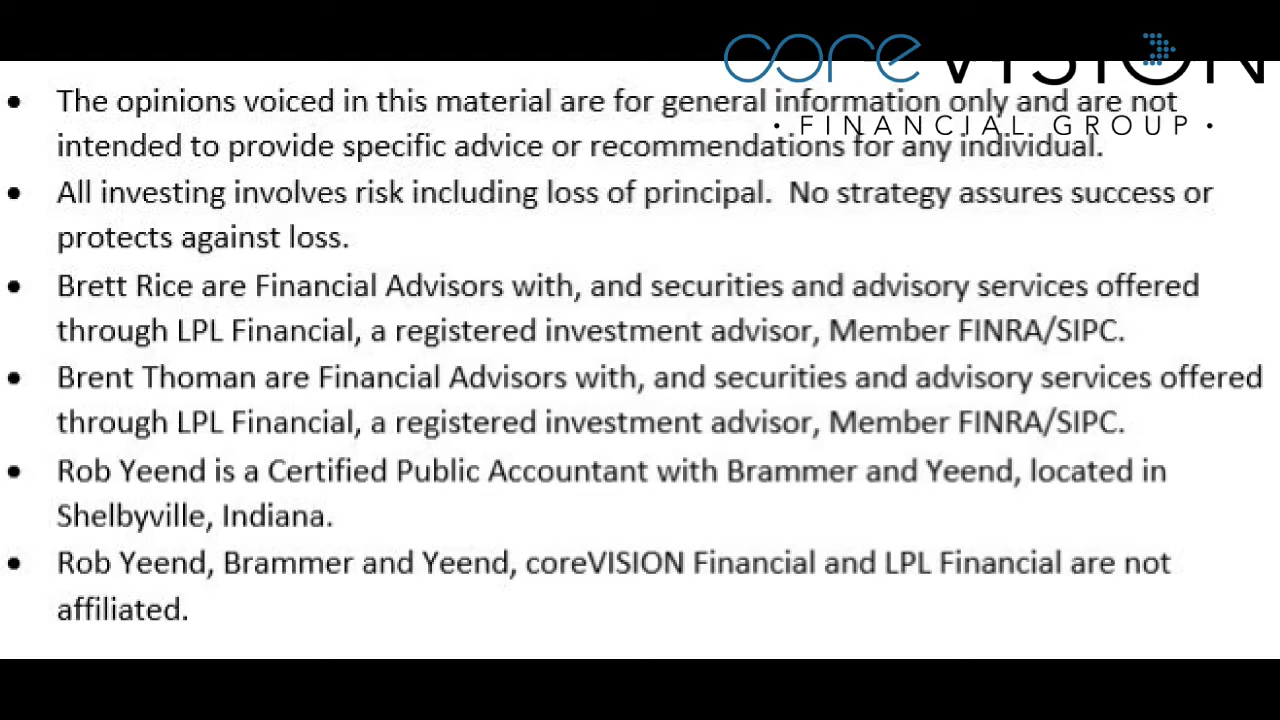 core VISION
• FINANCIAL GROUP •
• The opinions voiced in this material are for general information only and are not
intended to provide specific advice or recommendations for any individual.
• All investing involves risk including loss of principal.  No strategy assures success or
protects against loss.
• Brett Rice are Financial Advisors with, and securities and advisory services offered
through LPL Financial, a registered investment advisor, Member FINRA/SIPC.
• Brent Thoman are Financial Advisors with, and securities and advisory services offered
through LPL Financial, a registered investment advisor, Member FINRA/SIPC.
• Rob Yeend is a Certified Public Accountant with Brammer and Yeend, located in
Shelbyville, Indiana.
• Rob Yeend, Brammer and Yeend, coreVISION Financial and LPL Financial are not
affiliated.